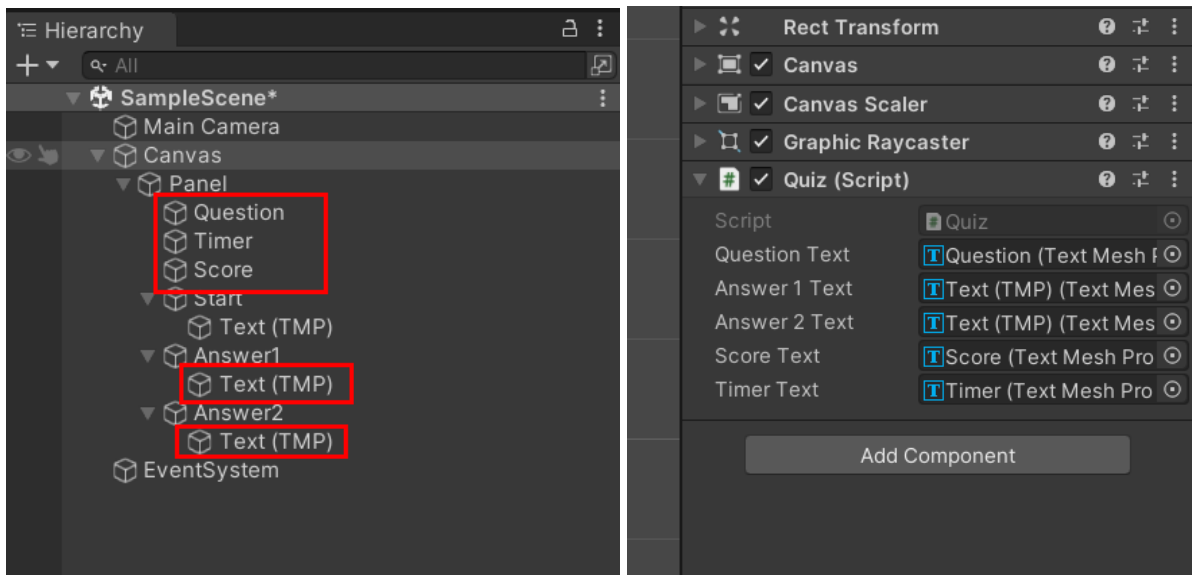 Hierarchy
All
SampleScene*
Main Camera
Canvas
Panel
Question
Timer
Score
Start
Text (TMP)
Answer1
Text (TMP)
Answer2
Text (TMP)
EventSystem
Rect Transform
Canvas
Canvas Scaler
Graphic Raycaster
# Quiz (Script)
Script # Quiz
Question Text T Question (Text Mesh
Answer 1 Text T Text (TMP) (Text Mes
Answer 2 Text T Text (TMP) (Text Mes
Score Text T Score (Text Mesh Pro
Timer Text T Timer (Text Mesh Pro
Add Component